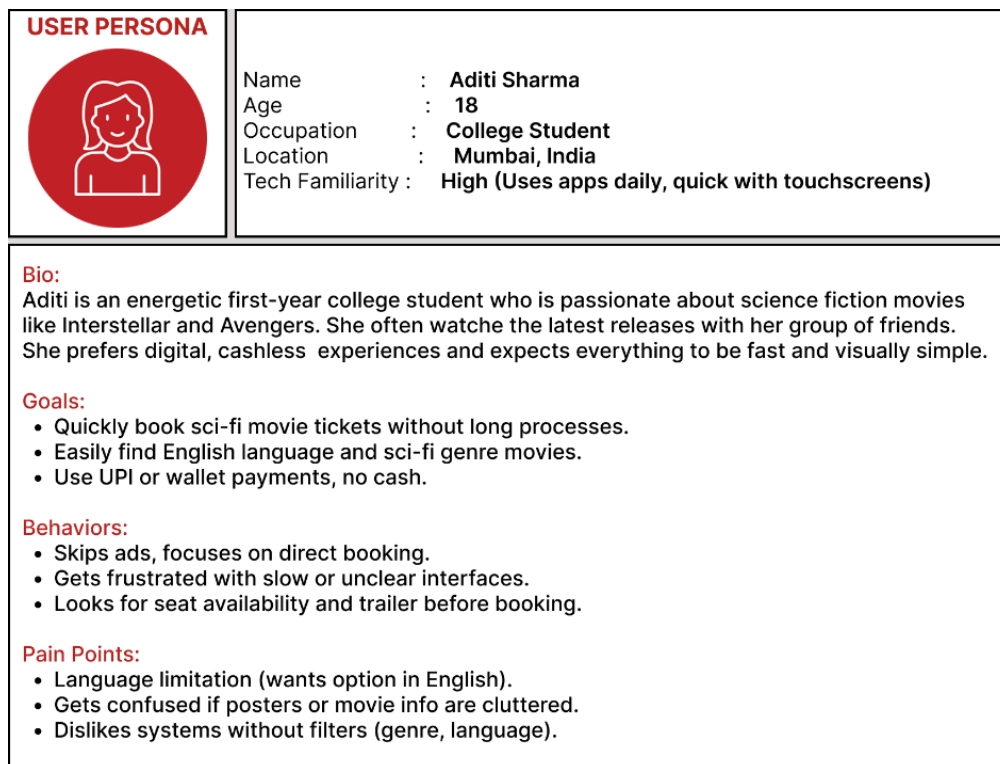 USER PERSONA
Name : Aditi Sharma
Age : 18
Occupation : College Student
Location : Mumbai, India
Tech Familiarity : High (Uses apps daily, quick with touchscreens)
Bio:
Aditi is an energetic first-year college student who is passionate about science fiction movies
like Interstellar and Avengers. She often watche the latest releases with her group of friends.
She prefers digital, cashless experiences and expects everything to be fast and visually simple.
Goals:
• Quickly book sci-fi movie tickets without long processes.
• Easily find English language and sci-fi genre movies.
• Use UPI or wallet payments, no cash.
Behaviors:
• Skips ads, focuses on direct booking.
• Gets frustrated with slow or unclear interfaces.
• Looks for seat availability and trailer before booking.
Pain Points:
• Language limitation (wants option in English).
• Gets confused if posters or movie info are cluttered.
• Dislikes systems without filters (genre, language).